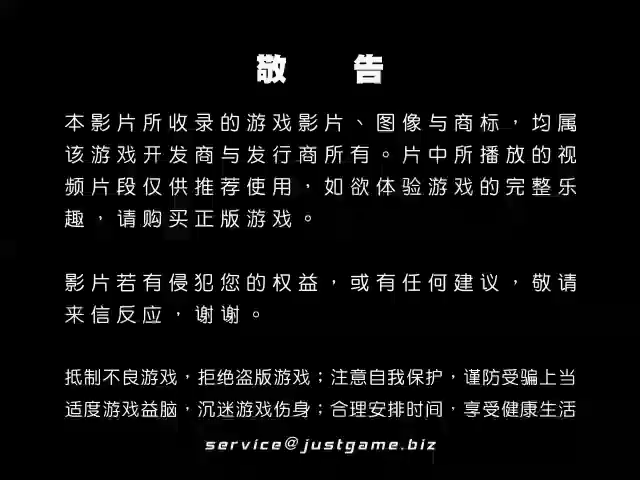 敬 告
本影片所收录的游戏影片、图像与商标，均属
该游戏开发商与发行商所有。片中所播放的视
频片段仅供推荐使用，如欲体验游戏的完整乐
趣，请购买正版游戏。
影片若有侵犯您的权益，或有任何建议，敬请
来信反应，谢谢。
抵制不良游戏，拒绝盗版游戏；注意自我保护，谨防受骗上当
适度游戏益脑，沉迷游戏伤身；合理安排时间，享受健康生活
service@justgame.biz